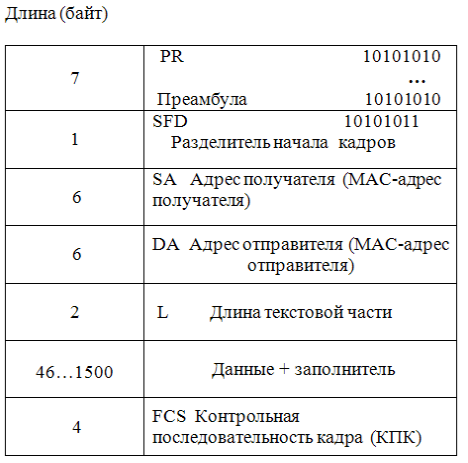 Длина (байт)
7
PR 10101010
...
Преамбула 10101010
1
SFD 10101011
Разделитель начала кадров
6
SA Адрес получателя (МАС-адрес
получателя)
6
DA Адрес отправителя (МАС-адрес
отправителя)
2
L Длина текстовой части
46...1500
Данные + заполнитель
4
FCS Контрольная
последовательность кадра (КПК)